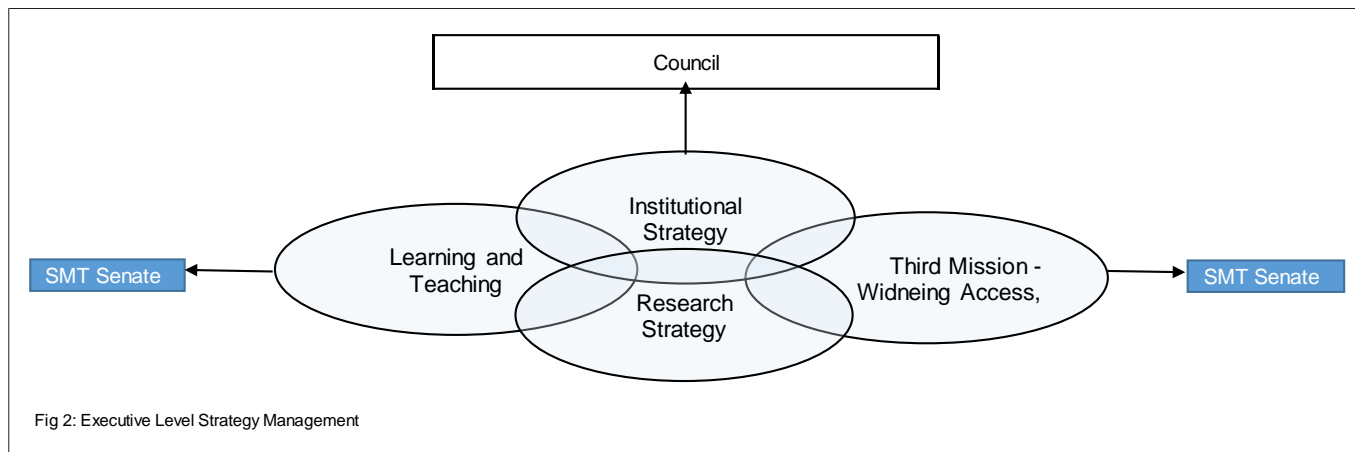 Council
Institutional
Strategy
Learning and
Teaching
Third Mission -
Widneing Access,
SMT Senate
SMT Senate
Research
Strategy
Fig 2: Executive Level Strategy Management